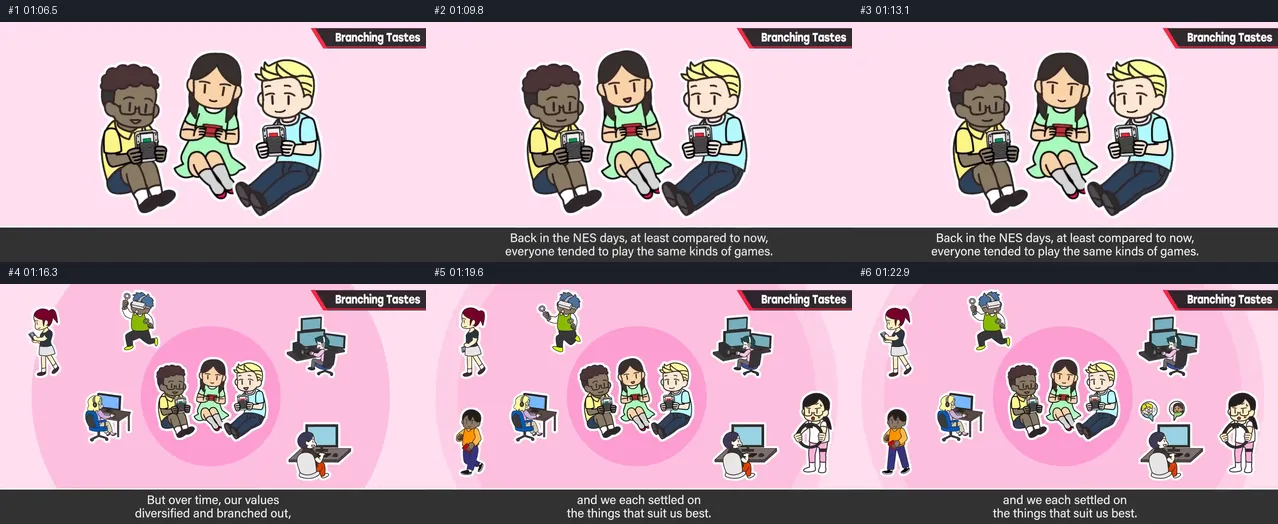 #1 01:06.5
Branching Tastes
#2 01:09.8
Branching Tastes
Back in the NES days, at least compared to now,
everyone tended to play the same kinds of games.
#3 01:13.1
Branching Tastes
Back in the NES days, at least compared to now,
everyone tended to play the same kinds of games.
#4 01:16.3
Branching Tastes
But over time, our values
diversified and branched out,
#5 01:19.6
Branching Tastes
and we each settled on
the things that suit us best.
#6 01:22.9
Branching Tastes
and we each settled on
the things that suit us best.